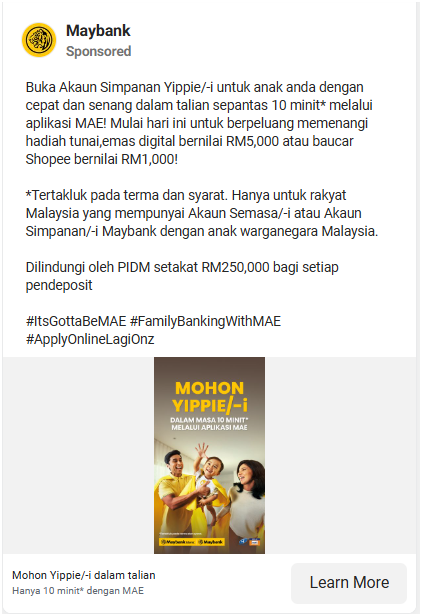 Maybank
Sponsored
Buka Akaun Simpanan Yippie/-i untuk anak anda dengan
cepat dan senang dalam talian sepantas 10 minit* melalui
aplikasi MAE! Mulai hari ini untuk berpeluang memenangi
hadiah tunai,emas digital bernilai RM5,000 atau baucar
Shopee bernilai RM1,000!
*Tertakluk pada terma dan syarat. Hanya untuk rakyat
Malaysia yang mempunyai Akaun Semasa/-i atau Akaun
Simpanan/-i Maybank dengan anak warganegara Malaysia.
Dilindungi oleh PIDM setakat RM250,000 bagi setiap
pendeposit
#ItsGottaBeMAE #FamilyBankingWithMAE
#ApplyOnlineLagiOnz
MOHON
YIPPIE/-i
DALAM MASA 10 MINIT*
MELALUI APLIKASI MAE
Maybank Islamic
Maybank
Mohon Yippie/-i dalam talian
Hanya 10 minit* dengan MAE
Learn More